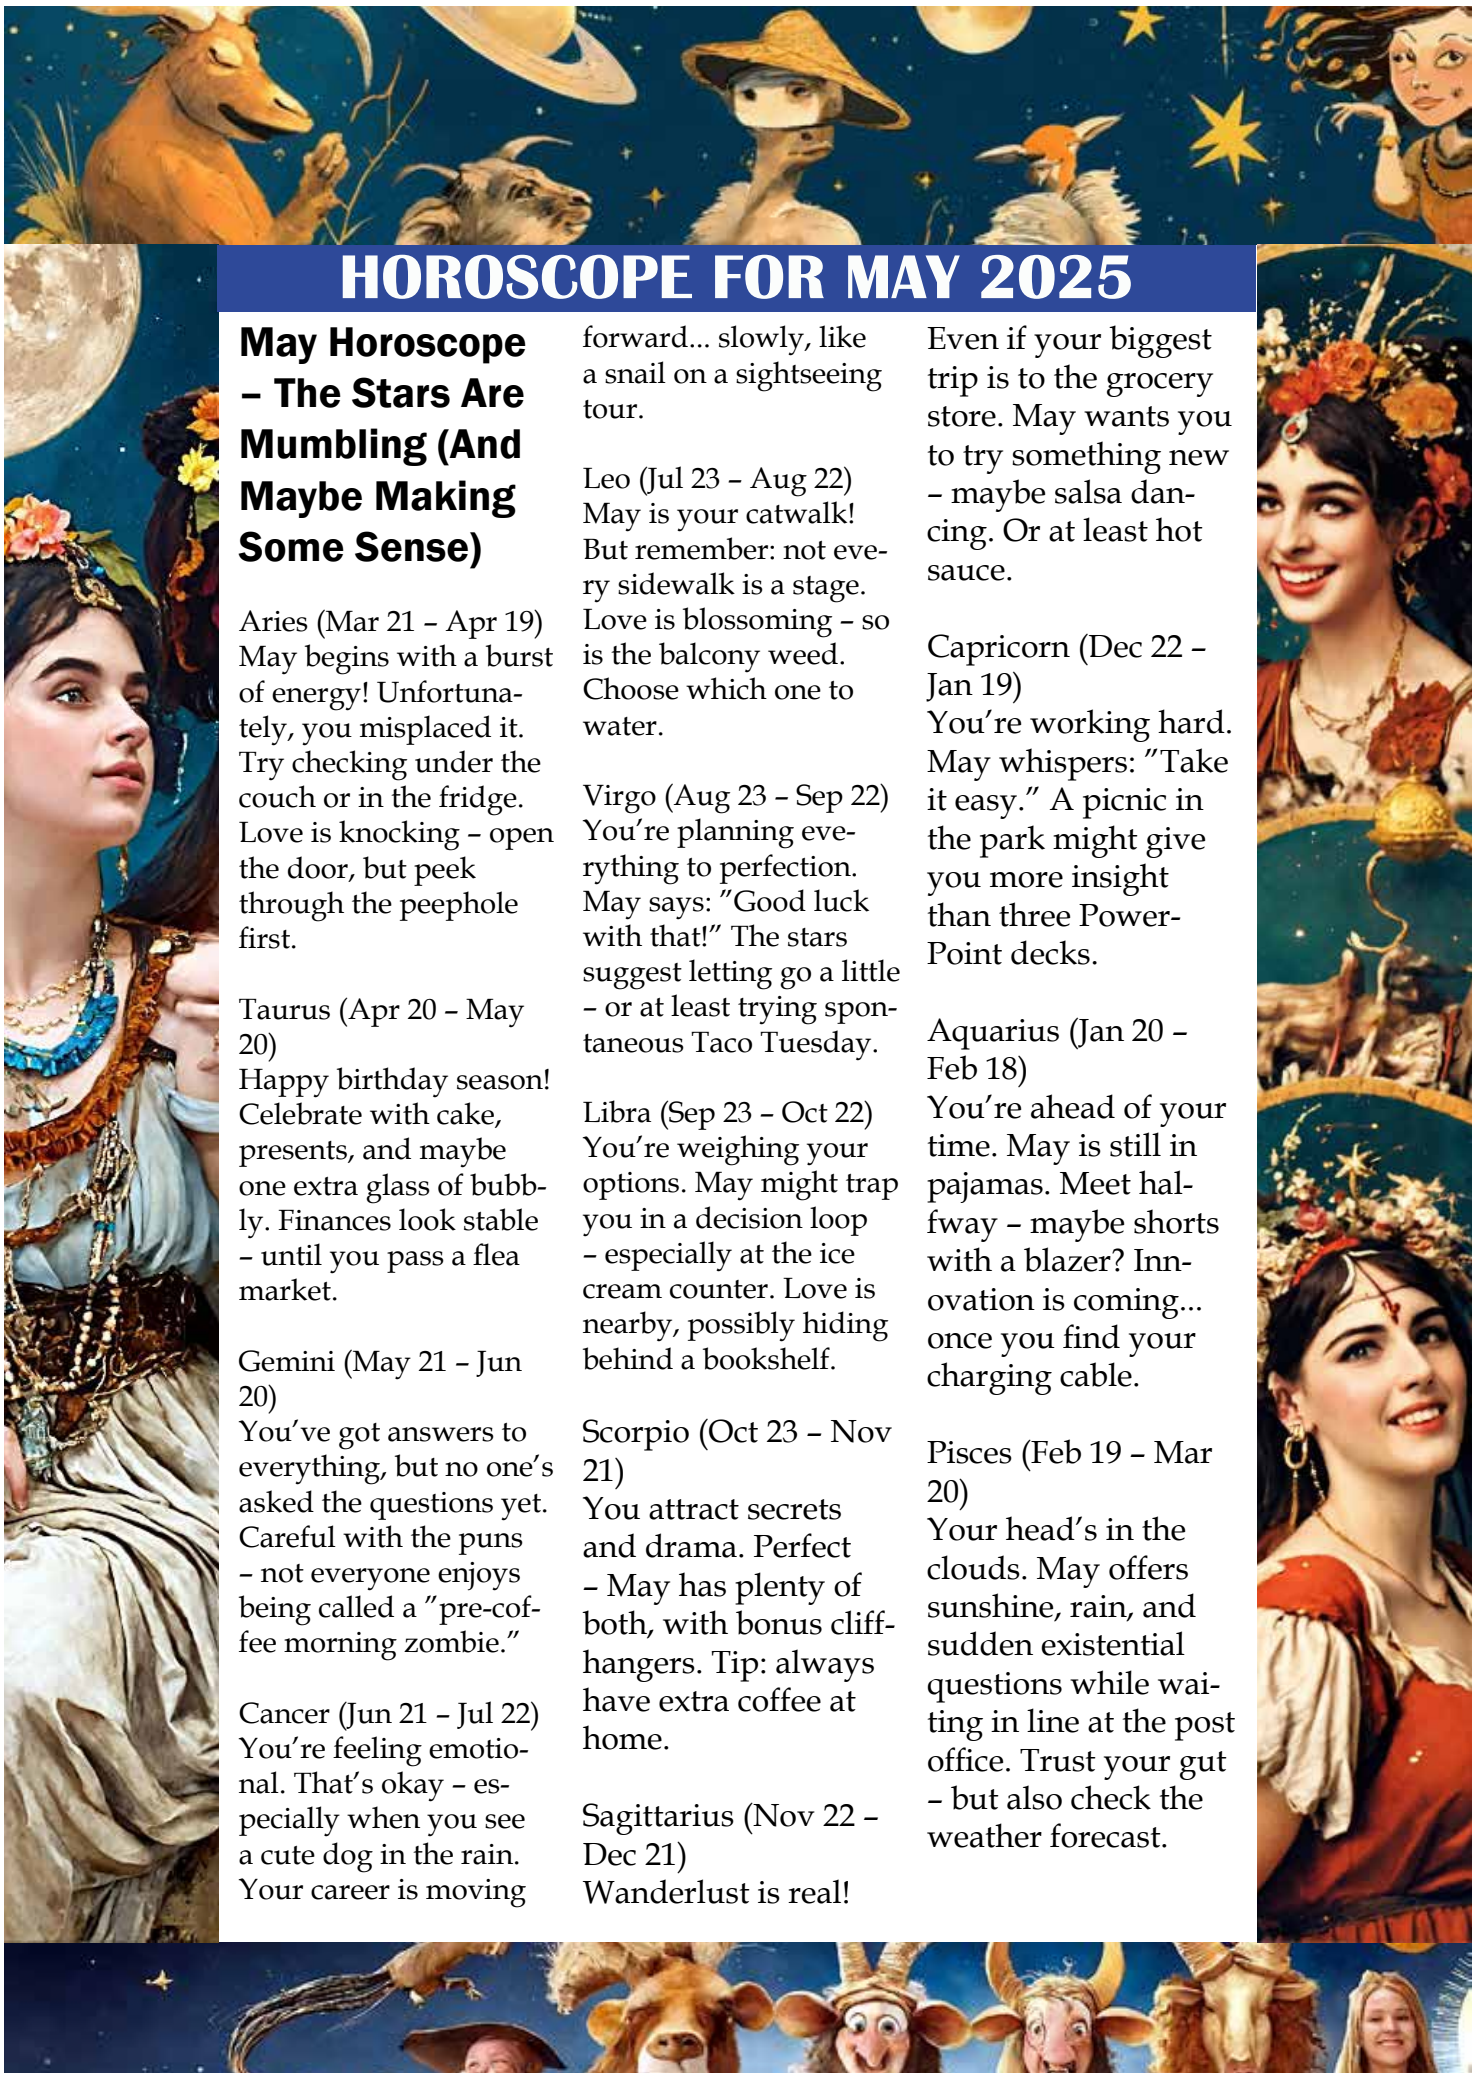 HOROSCOPE FOR MAY 2025
May Horoscope
– The Stars Are
Mumbling (And
Maybe Making
Some Sense)
Aries (Mar 21 – Apr 19)
May begins with a burst
of energy! Unfortuna-
tely, you misplaced it.
Try checking under the
couch or in the fridge.
Love is knocking – open
the door, but peek
through the peephole
first.
Taurus (Apr 20 – May
20)
Happy birthday season!
Celebrate with cake,
presents, and maybe
one extra glass of bubb-
ly. Finances look stable
– until you pass a flea
market.
Gemini (May 21 – Jun
20)
You’ve got answers to
everything, but no one’s
asked the questions yet.
Careful with the puns
– not everyone enjoys
being called a ”pre-cof-
fee morning zombie.”
Cancer (Jun 21 – Jul 22)
You’re feeling emotio-
nal. That’s okay – es-
pecially when you see
a cute dog in the rain.
Your career is moving
forward... slowly, like
a snail on a sightseeing
tour.
Leo (Jul 23 – Aug 22)
May is your catwalk!
But remember: not eve-
ry sidewalk is a stage.
Love is blossoming – so
is the balcony weed.
Choose which one to
water.
Virgo (Aug 23 – Sep 22)
You’re planning eve-
rything to perfection.
May says: ”Good luck
with that!” The stars
suggest letting go a little
– or at least trying spon-
taneous Taco Tuesday.
Libra (Sep 23 – Oct 22)
You’re weighing your
options. May might trap
you in a decision loop
– especially at the ice
cream counter. Love is
nearby, possibly hiding
behind a bookshelf.
Scorpio (Oct 23 – Nov
21)
You attract secrets
and drama. Perfect
– May has plenty of
both, with bonus cliff-
hangers. Tip: always
have extra coffee at
home.
Sagittarius (Nov 22 –
Dec 21)
Wanderlust is real!
Even if your biggest
trip is to the grocery
store. May wants you
to try something new
– maybe salsa dan-
cing. Or at least hot
sauce.
Capricorn (Dec 22 –
Jan 19)
You’re working hard.
May whispers: ”Take
it easy.” A picnic in
the park might give
you more insight
than three Power-
Point decks.
Aquarius (Jan 20 –
Feb 18)
You’re ahead of your
time. May is still in
pajamas. Meet hal-
fway – maybe shorts
with a blazer? Inn-
ovation is coming...
once you find your
charging cable.
Pisces (Feb 19 – Mar
20)
Your head’s in the
clouds. May offers
sunshine, rain, and
sudden existential
questions while wai-
ting in line at the post
office. Trust your gut
– but also check the
weather forecast.